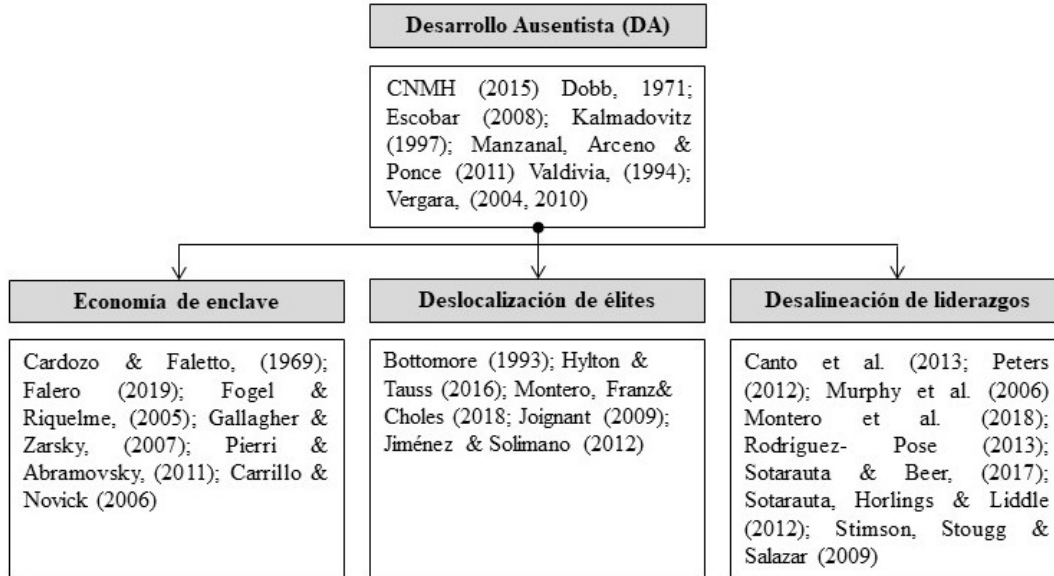 Desarrollo Ausentista (DA)
CNMH (2015) Dobb, 1971;
Escobar (2008); Kalmadovitz
(1997); Manzanal, Arceno &
Ponce (2011) Valdivia, (1994);
Vergara, (2004, 2010)
Economía de enclave
Cardozo & Faletto, (1969);
Falero (2019); Fogel &
Riquelme, (2005); Gallagher &
Zarsky, (2007); Pierri &
Abramovsky, (2011); Carrillo &
Novick (2006)
Deslocalización de élites
Bottomore (1993); Hylton &
Tauss (2016); Montero, Franz&
Choles (2018; Joignant (2009);
Jiménez & Solimano (2012)
Desalineación de liderazgos
Canto et al. (2013; Peters
(2012); Murphy et al. (2006)
Montero et al. (2018);
Rodriguez- Pose (2013);
Sotarauta & Beer, (2017);
Sotarauta, Horlings & Liddle
(2012); Stimson, Stougg &
Salazar (2009)